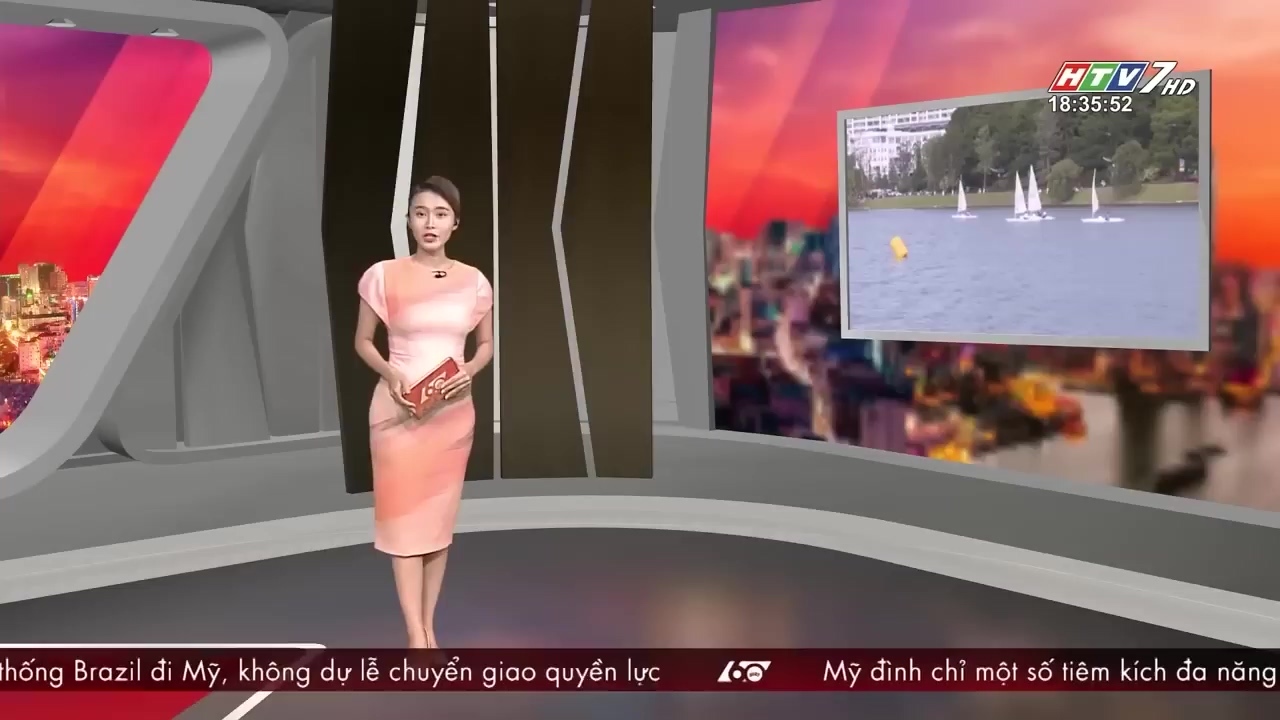 HTV7 HD
18:35:52
thống Brazil đi Mỹ, không dự lễ chuyển giao quyền lực
60
Mỹ đình chỉ một số tiêm kích đa năng